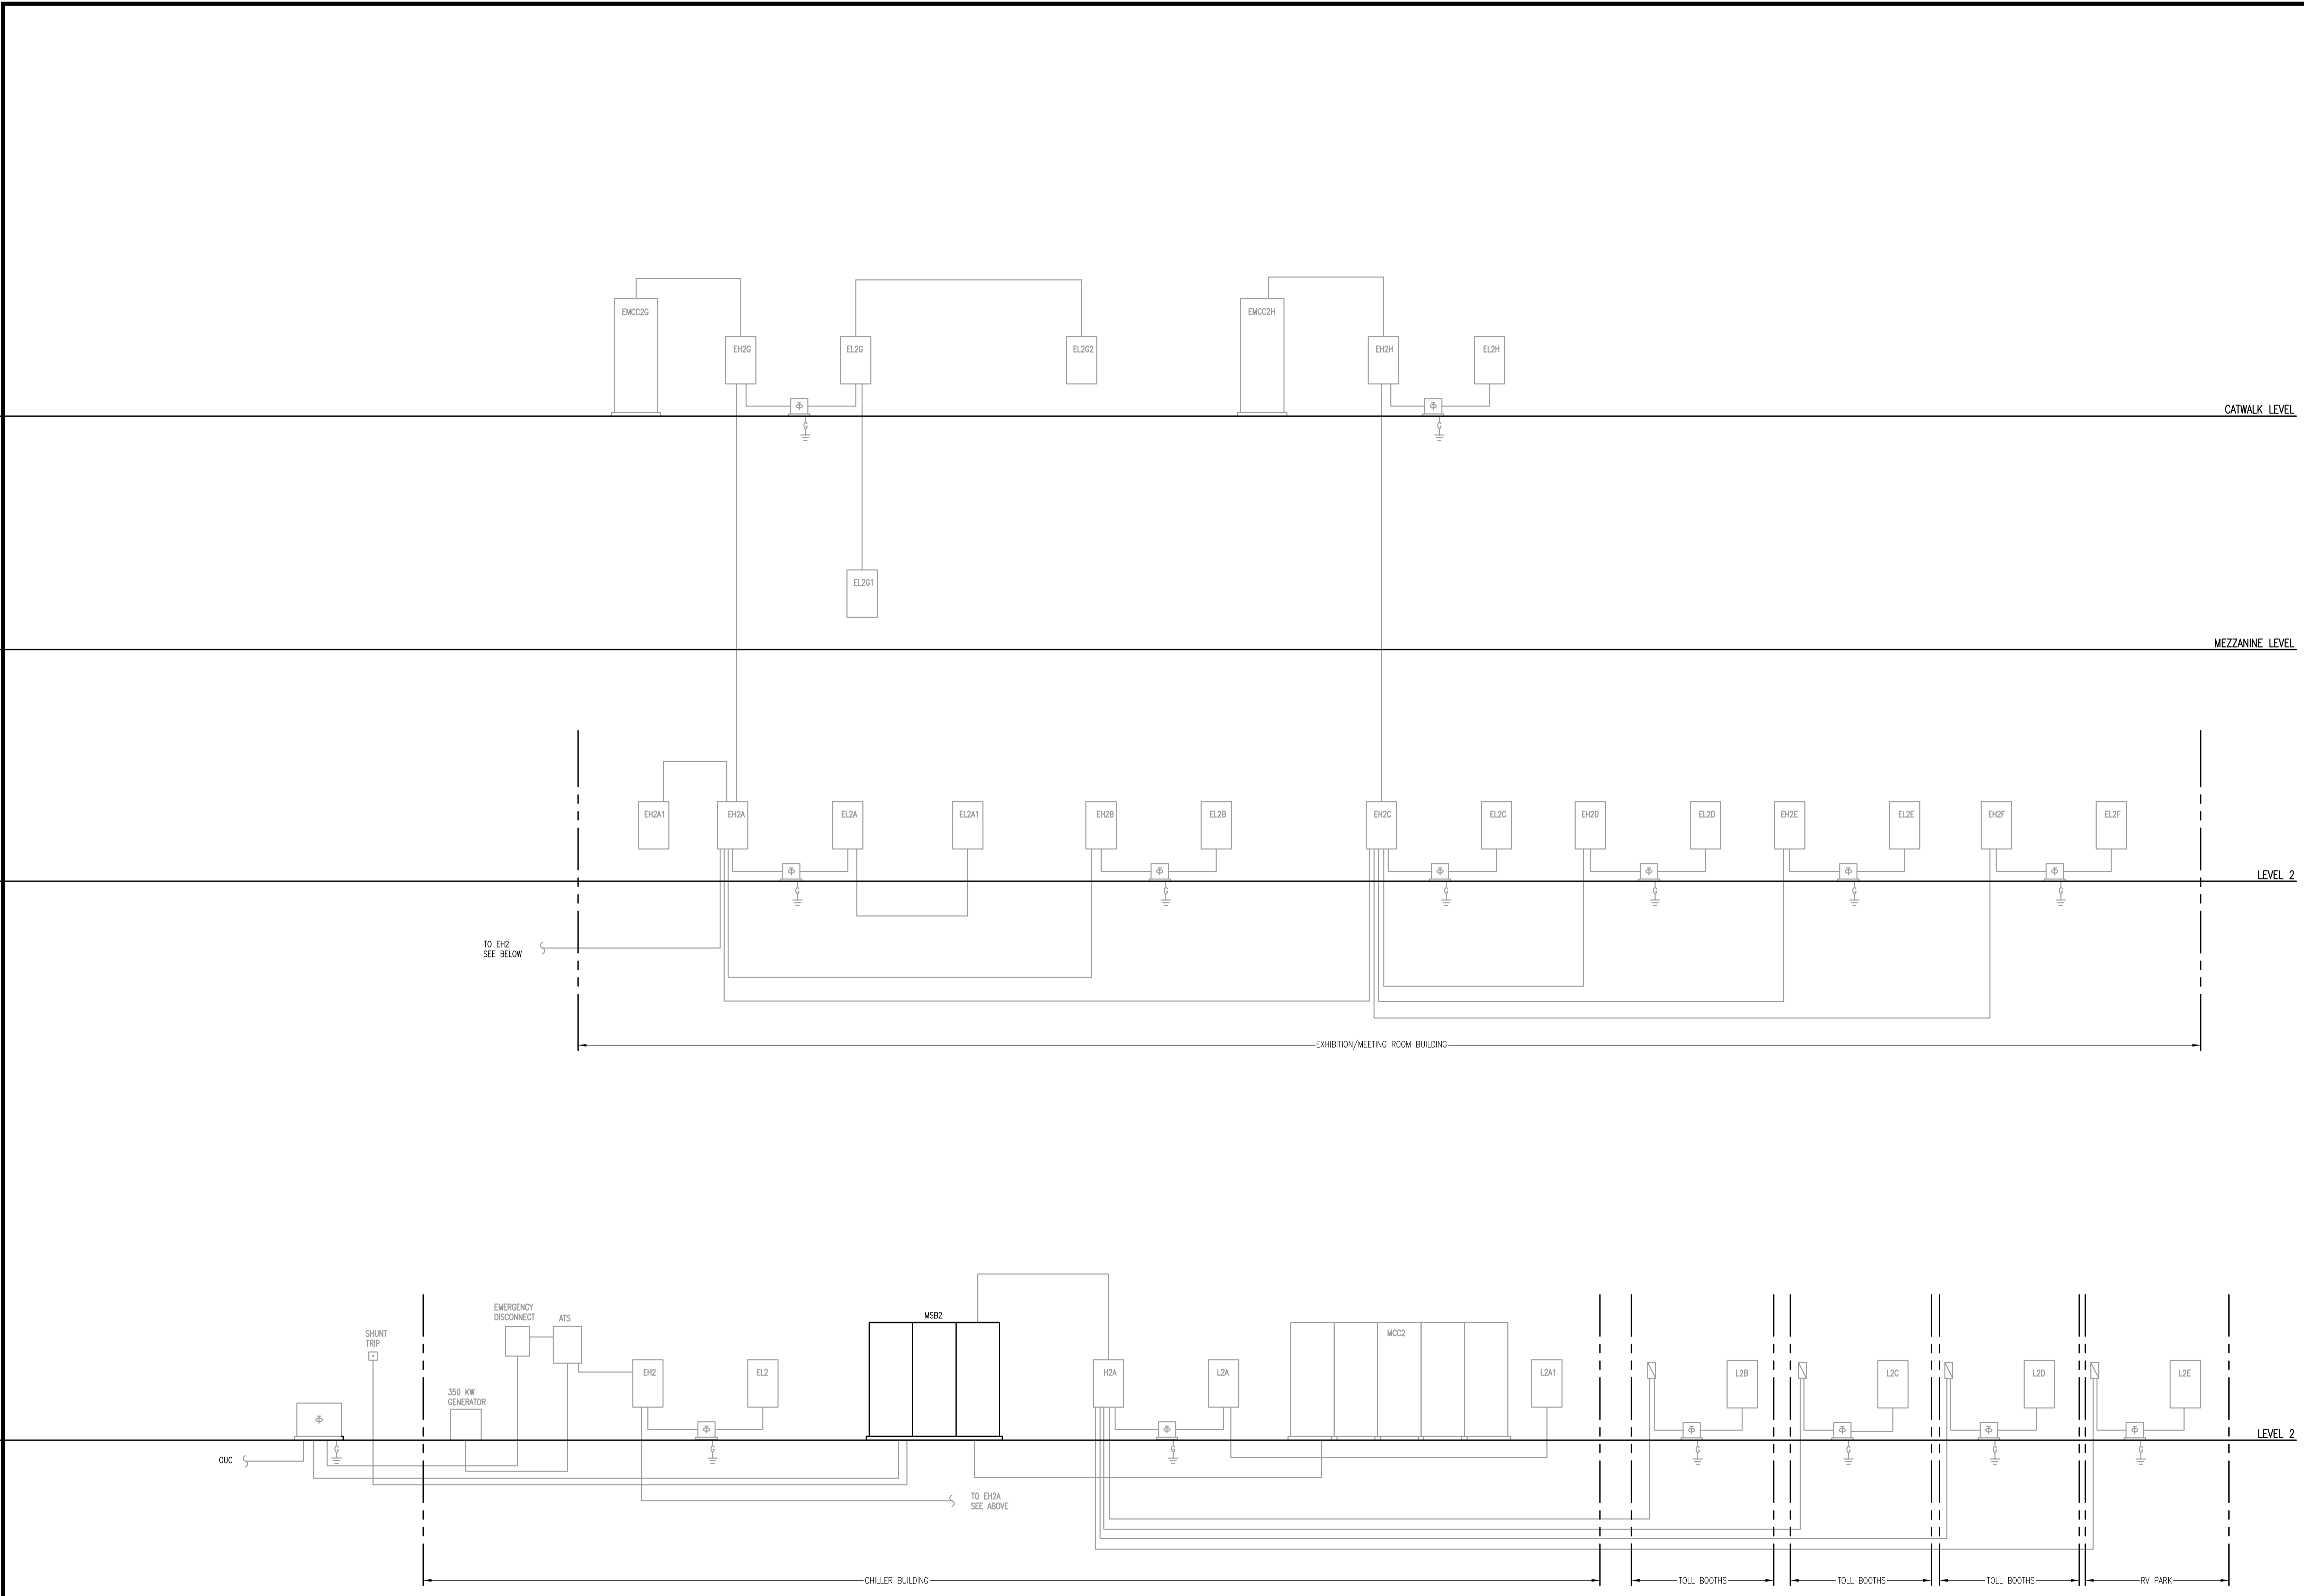 EMCC2G
EMCC2H
EH2G
EL2G
EL2G2
EH2H
EL2H
Φ
Φ
CATWALK LEVEL
G
G
EL2G1
MEZZANINE LEVEL
EH2A1
EH2A
EL2A
EL2A1
EH2B
EL2B
EH2C
EL2C
EH2D
EL2D
EH2E
EL2E
EH2F
EL2F
Φ
Φ
Φ
Φ
Φ
Φ
LEVEL 2
G
G
G
G
G
G
TO EH2
SEE BELOW
EXHIBITION/MEETING ROOM BUILDING
EMERGENCY
DISCONNECT
ATS
MSB2
SHUNT
TRIP
MCC2
EH2
EL2
H2A
L2A
L2A1
L2B
L2C
L2D
L2E
350 KW
GENERATOR
Φ
Φ
Φ
Φ
Φ
Φ
Φ
LEVEL 2
G
G
G
G
G
G
G
OUC
TO EH2A
SEE ABOVE
CHILLER BUILDING
TOLL BOOTHS
TOLL BOOTHS
TOLL BOOTHS
RV PARK